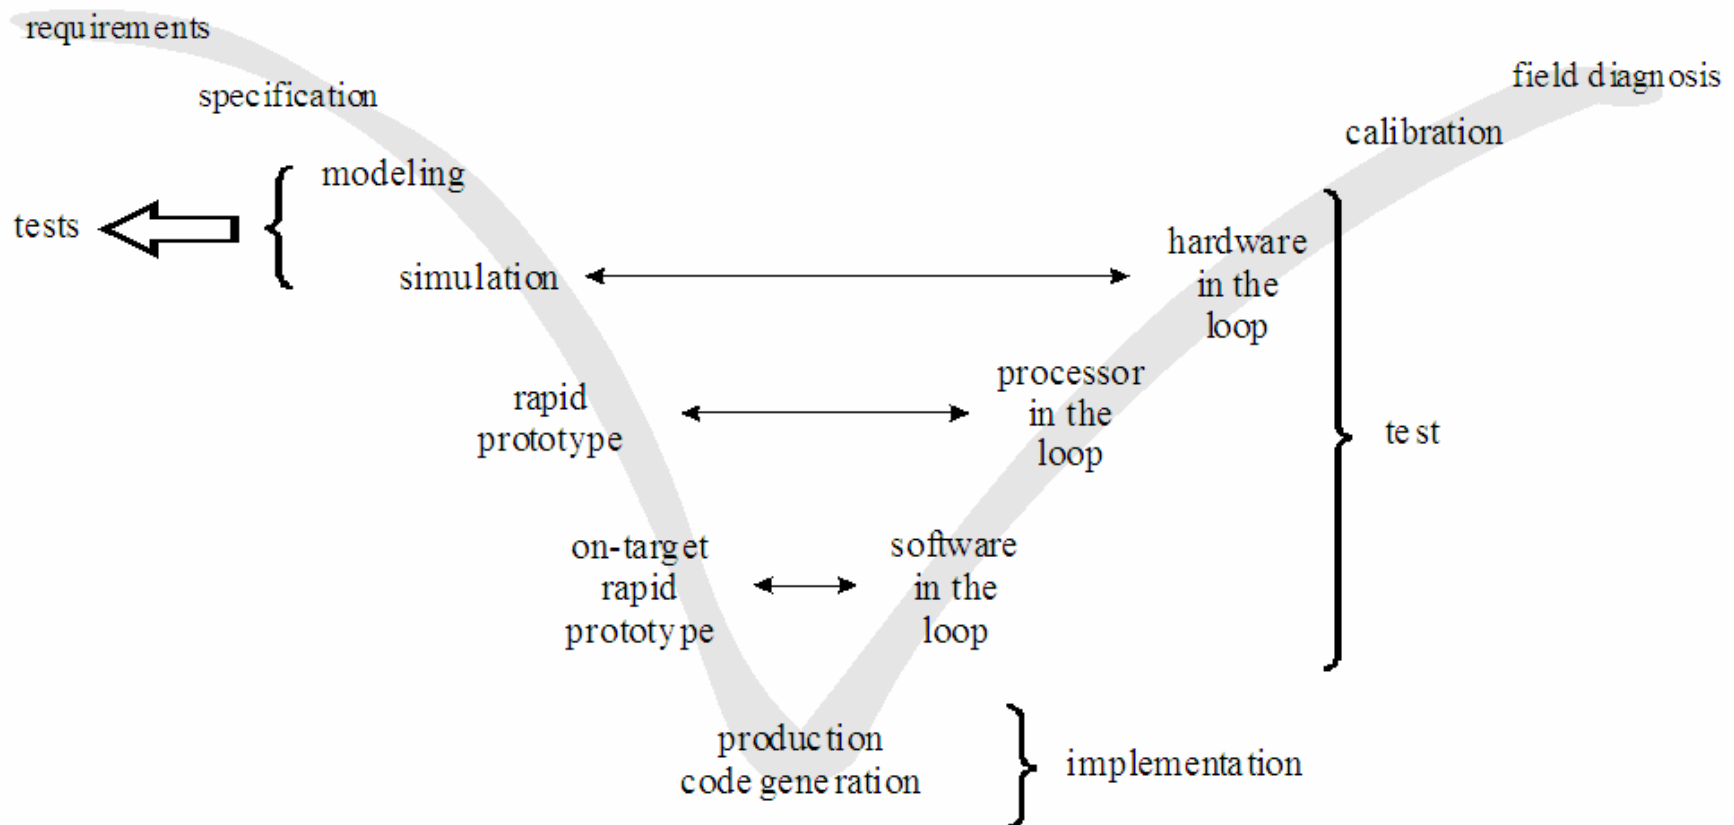 requirements
specification
modeling
tests
simulation
rapid
prototype
on-target
rapid
prototype
production
code generation
implementation
software
in the
loop
processor
in the
loop
hardware
in the
loop
test
calibration
field diagnosis